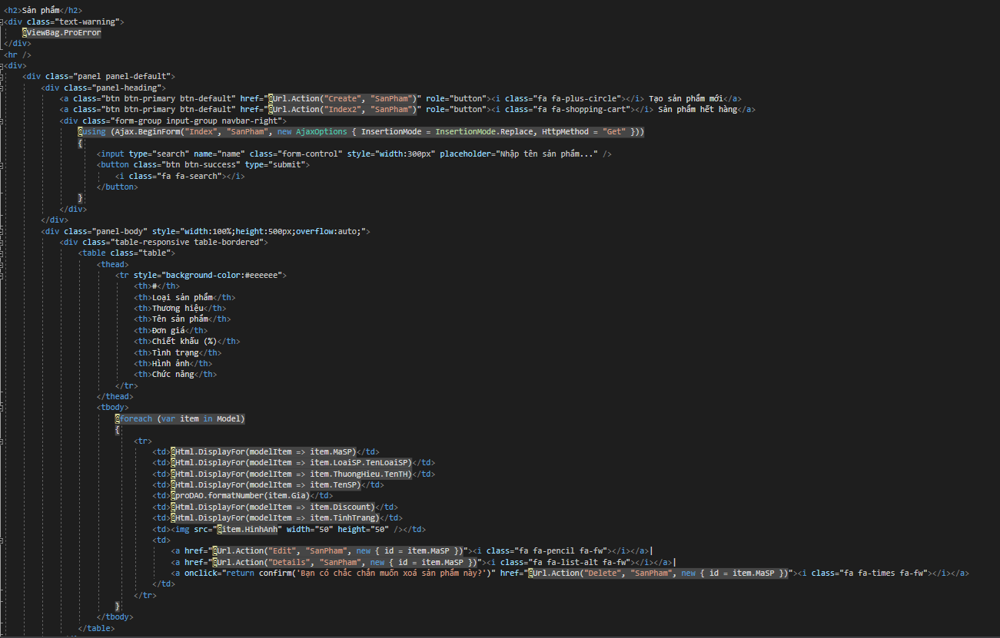 <h2>Sản phẩm</h2>
<div class="text-warning">
@ViewBag.ProError
</div>
<hr />
<div>
<div class="panel panel-default">
<div class="panel-heading">
<a class="btn btn-primary btn-default" href="@Url.Action("Create", "SanPham")" role="button"><i class="fa fa-plus-circle"></i> Tạo sản phẩm mới</a>
<a class="btn btn-primary btn-default" href="@Url.Action("Index2", "SanPham")" role="button"><i class="fa fa-shopping-cart"></i> Sản phẩm hết hàng</a>
<div class="form-group input-group navbar-right">
@using (Ajax.BeginForm("Index", "SanPham", new AjaxOptions { InsertionMode = InsertionMode.Replace, HttpMethod = "Get" }))
{
<input type="search" name="name" class="form-control" style="width:300px" placeholder="Nhập tên sản phẩm..." />
<button class="btn btn-success" type="submit">
<i class="fa fa-search"></i>
</button>
}
</div>
</div>
<div class="panel-body" style="width:100%;height:500px;overflow:auto;">
<div class="table-responsive table-bordered">
<table class="table">
<thead>
<tr style="background-color:#eeeeee">
<th>#</th>
<th>Loại sản phẩm</th>
<th>Thương hiệu</th>
<th>Tên sản phẩm</th>
<th>Đơn giá</th>
<th>Chiết khấu (%)</th>
<th>Tình trạng</th>
<th>Hình ảnh</th>
<th>Chức năng</th>
</tr>
</thead>
<tbody>
@foreach (var item in Model)
{
<tr>
<td>@Html.DisplayFor(modelItem => item.MaSP)</td>
<td>@Html.DisplayFor(modelItem => item.LoaiSP.TenLoaiSP)</td>
<td>@Html.DisplayFor(modelItem => item.ThuongHieu.TenTH)</td>
<td>@Html.DisplayFor(modelItem => item.TenSP)</td>
<td>@proDAO.formatNumber(item.Gia)</td>
<td>@Html.DisplayFor(modelItem => item.Discount)</td>
<td>@Html.DisplayFor(modelItem => item.TinhTrang)</td>
<td><img src="@item.HinhAnh" width="50" height="50" /></td>
<td>
<a href="@Url.Action("Edit", "SanPham", new { id = item.MaSP })"><i class="fa fa-pencil fa-fw"></i></a>|
<a href="@Url.Action("Details", "SanPham", new { id = item.MaSP })"><i class="fa fa-list-alt fa-fw"></i></a>|
<a onclick="return confirm('Bạn có chắc chắn muốn xoá sản phẩm này?')" href="@Url.Action("Delete", "SanPham", new { id = item.MaSP })"><i class="fa fa-times fa-fw"></i></a>
</td>
</tr>
}
</tbody>
</table>